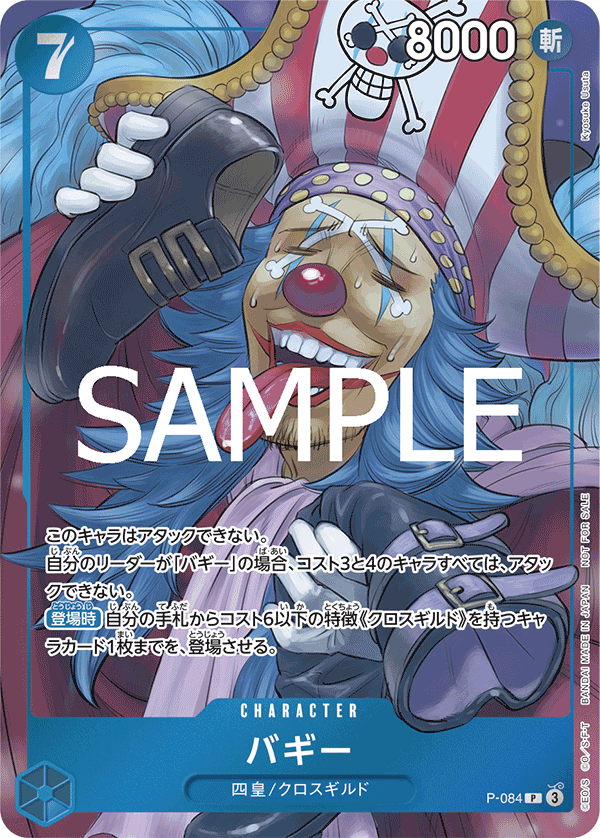 7
8000
斬
Kyosuke Usuta
SAMPLE
このキャラはアタックできない。
自分のリーダーが「バギー」の場合、コスト3と4のキャラすべては、アタッ
クできない。
登場時 自分の手札からコスト6以下の特徴《クロスギルド》を持つキャ
ラカード1枚までを、登場させる。
CHARACTER
バギー
四皇/クロスギルド
P-084 P 3
©E.O/S ©O/S・F・T BANDAI MADE IN JAPAN NOT FOR SALE